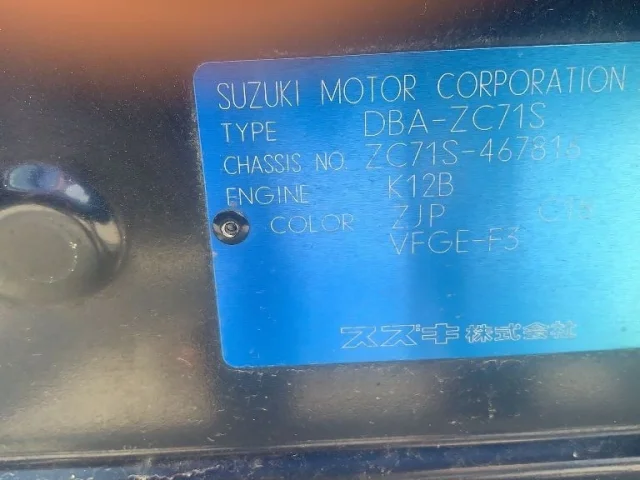 SUZUKI MOTOR CORPORATION
TYPE DBA-ZC71S
CHASSIS NO. ZC71S-467816
ENGINE K12B
COLOR ZJP
VFGE-F3
スズキ株式会社